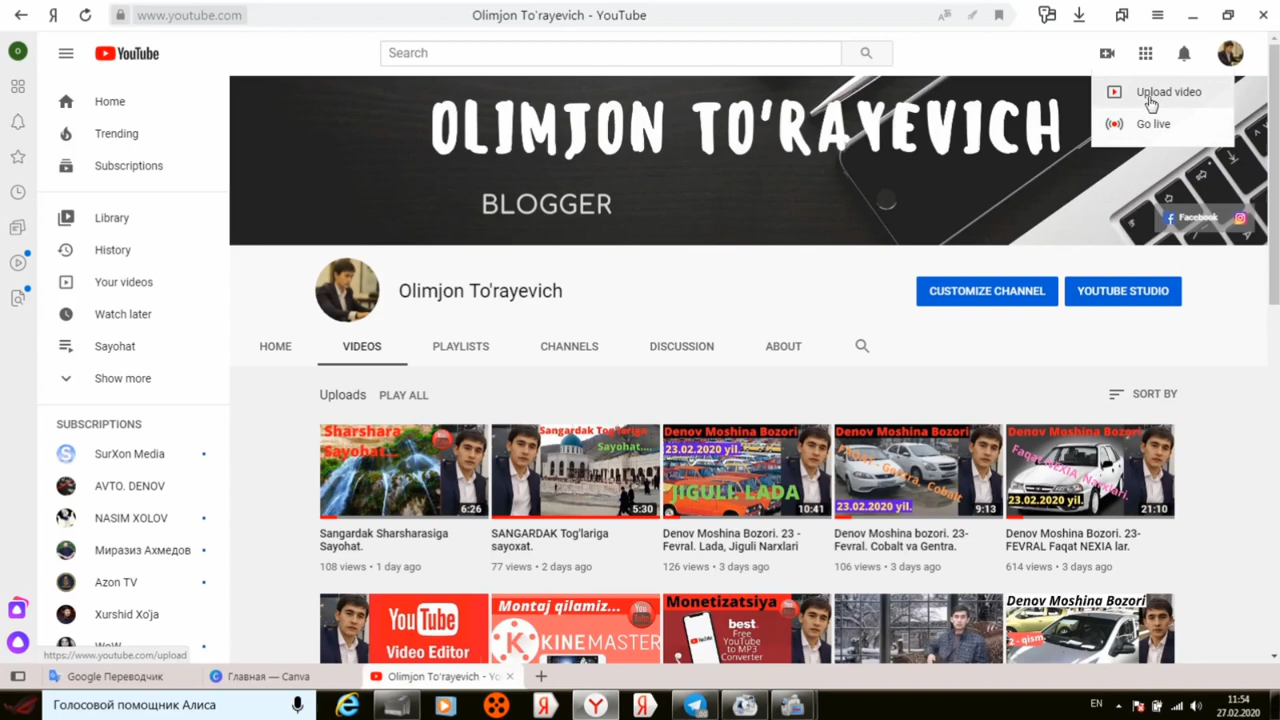 www.youtube.com
Olimjon To'rayevich - YouTube
YouTube
Search
Upload video
Go live
Home
Trending
Subscriptions
Library
History
Your videos
Watch later
Sayohat
Show more
SUBSCRIPTIONS
SurXon Media
AVTO. DENOV
NASIM XOLOV
Миразиз Ахмедов
Azon TV
Xurshid Xo'ja
WoW
OLIMJON TO'RAYEVICH
BLOGGER
Facebook
Olimjon To'rayevich
CUSTOMIZE CHANNEL
YOUTUBE STUDIO
HOME
VIDEOS
PLAYLISTS
CHANNELS
DISCUSSION
ABOUT
Uploads
PLAY ALL
SORT BY
Sharshara
Sayohat...
6:26
Sangardak Sharsharasiga
Sayohat.
108 views • 1 day ago
Sangardak Tog'lariga
Sayohat....
5:30
SANGARDAK Tog'lariga
sayoxat.
77 views • 2 days ago
Denov Moshina Bozori
23.02.2020 yil.
JIGULI. LADA
10:41
Denov Moshina Bozori. 23 -
Fevral. Lada, Jiguli Narxlari
126 views • 3 days ago
Denov Moshina Bozori
Cobalt
23.02.2020 yil.
9:13
Denov Moshina bozori. 23-
Fevral. Cobalt va Gentra.
106 views • 3 days ago
Denov Moshina Bozori
Faqat NEXIA Narxlari.
23.02.2020 yil.
21:10
Denov Moshina Bozori. 23-
FEVRAL Faqat NEXIA lar.
614 views • 3 days ago
YouTube
Video Editor
Montaj qilamiz...
KINEMASTER
Monetizatsiya
best
Free
YouTube
to MP3
Converter
Denov Moshina Bozori
2 - qism.
https://www.youtube.com/upload
Google Переводчик
Главная — Canva
Olimjon To'rayevich - Yo
Голосовой помощник Алиса
EN
11:54
27.02.2020